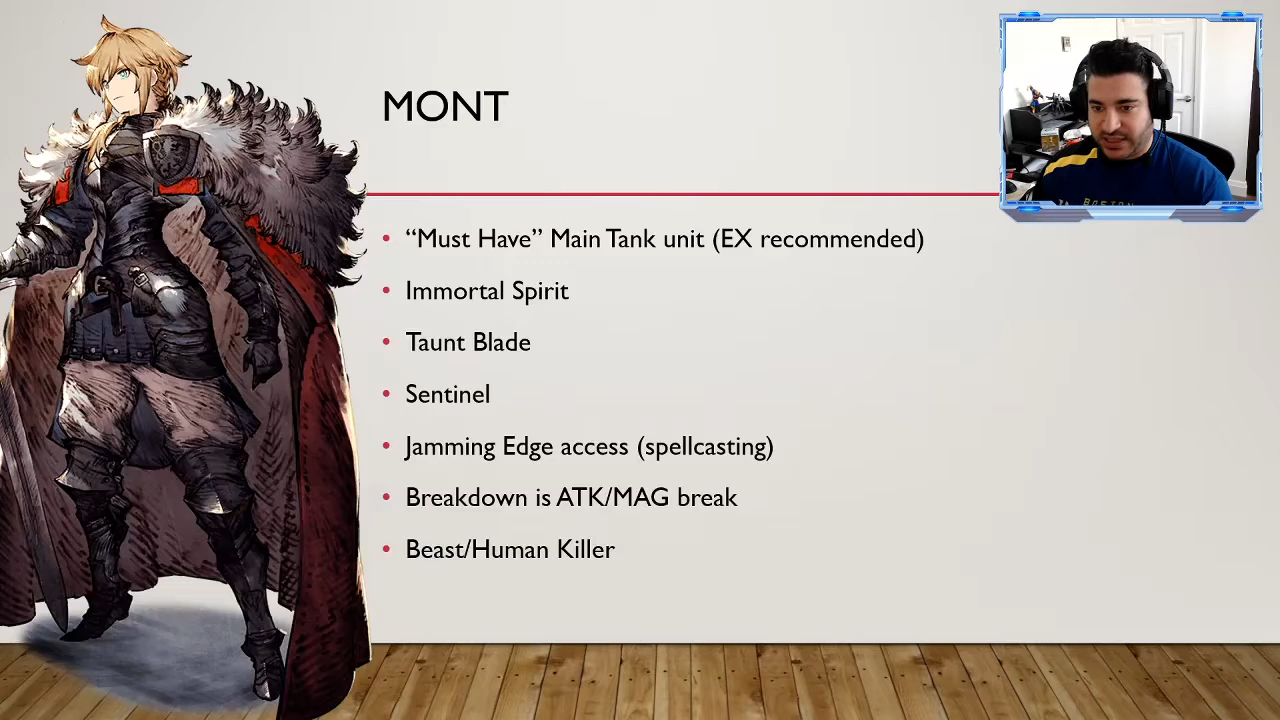 MONT
“Must Have” Main Tank unit (EX recommended)
Immortal Spirit
Taunt Blade
Sentinel
Jamming Edge access (spellcasting)
Breakdown is ATK/MAG break
Beast/Human Killer
BOSTON